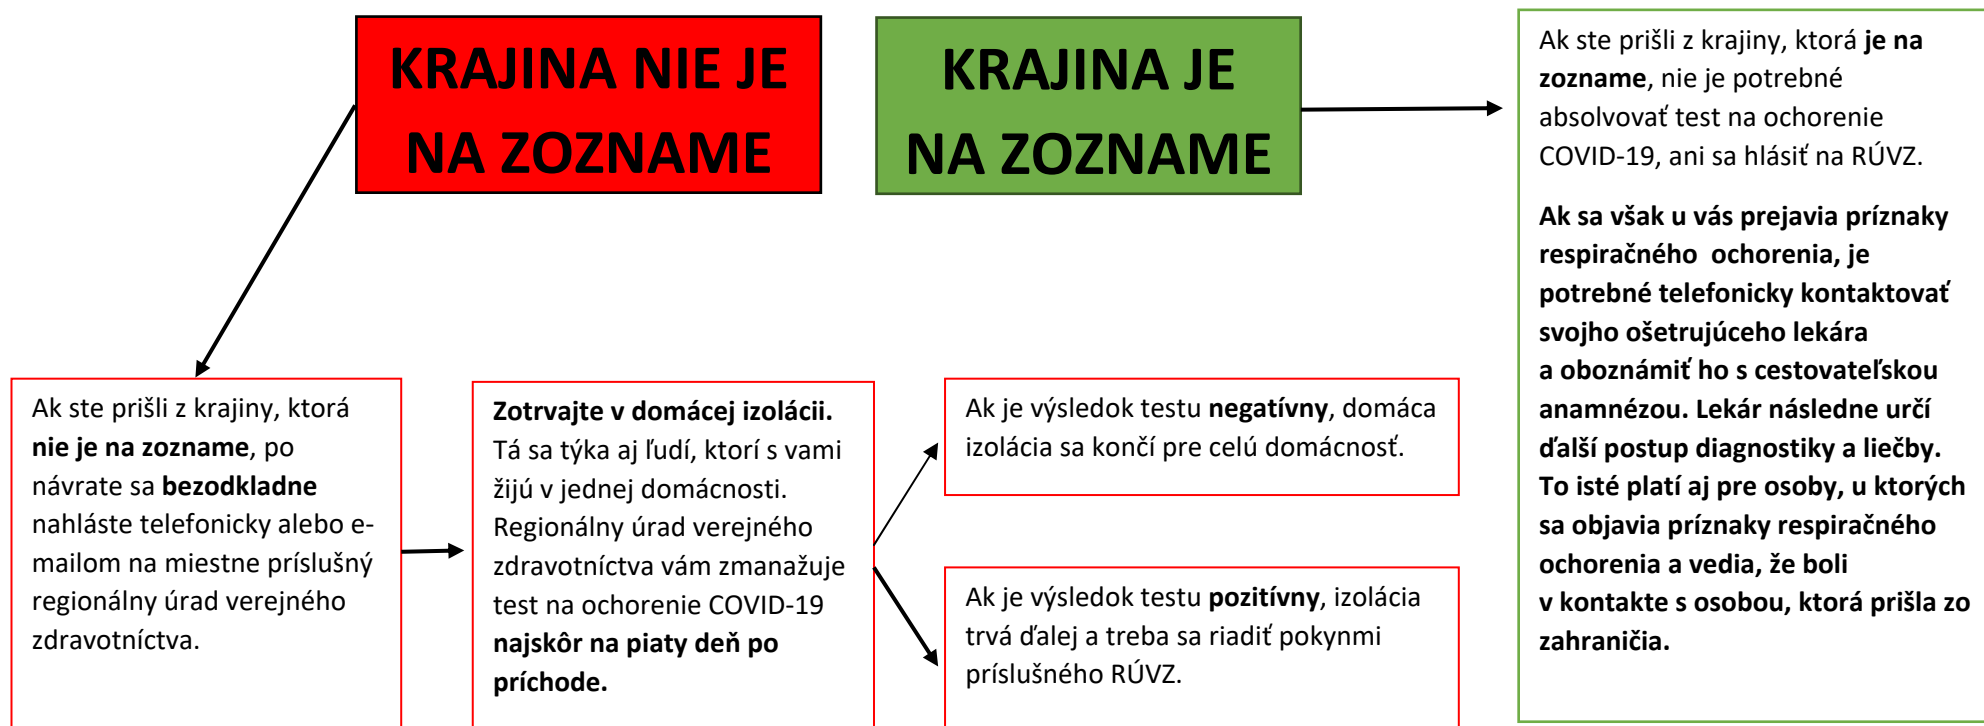 KRAJINA NIE JE
NA ZOZNAME
KRAJINA JE
NA ZOZNAME
Ak ste prišli z krajiny, ktorá je na
zozname, nie je potrebné
absolvovať test na ochorenie
COVID-19, ani sa hlásiť na RÚVZ.
Ak sa však u vás prejavia príznaky
respiračného  ochorenia, je
potrebné telefonicky kontaktovať
svojho ošetrujúceho lekára
a oboznámiť ho s cestovateľskou
anamnézou. Lekár následne určí
ďalší postup diagnostiky a liečby.
To isté platí aj pre osoby, u ktorých
sa objavia príznaky respiračného
ochorenia a vedia, že boli
v kontakte s osobou, ktorá prišla zo
zahraničia.
Ak ste prišli z krajiny, ktorá
nie je na zozname, po
návrate sa bezodkladne
nahláste telefonicky alebo e-
mailom na miestne príslušný
regionálny úrad verejného
zdravotníctva.
Zotrvajte v domácej izolácii.
Tá sa týka aj ľudí, ktorí s vami
žijú v jednej domácnosti.
Regionálny úrad verejného
zdravotníctva vám zmanažuje
test na ochorenie COVID-19
najskôr na piaty deň po
príchode.
Ak je výsledok testu negatívny, domáca
izolácia sa končí pre celú domácnosť.
Ak je výsledok testu pozitívny, izolácia
trvá ďalej a treba sa riadiť pokynmi
príslušného RÚVZ.